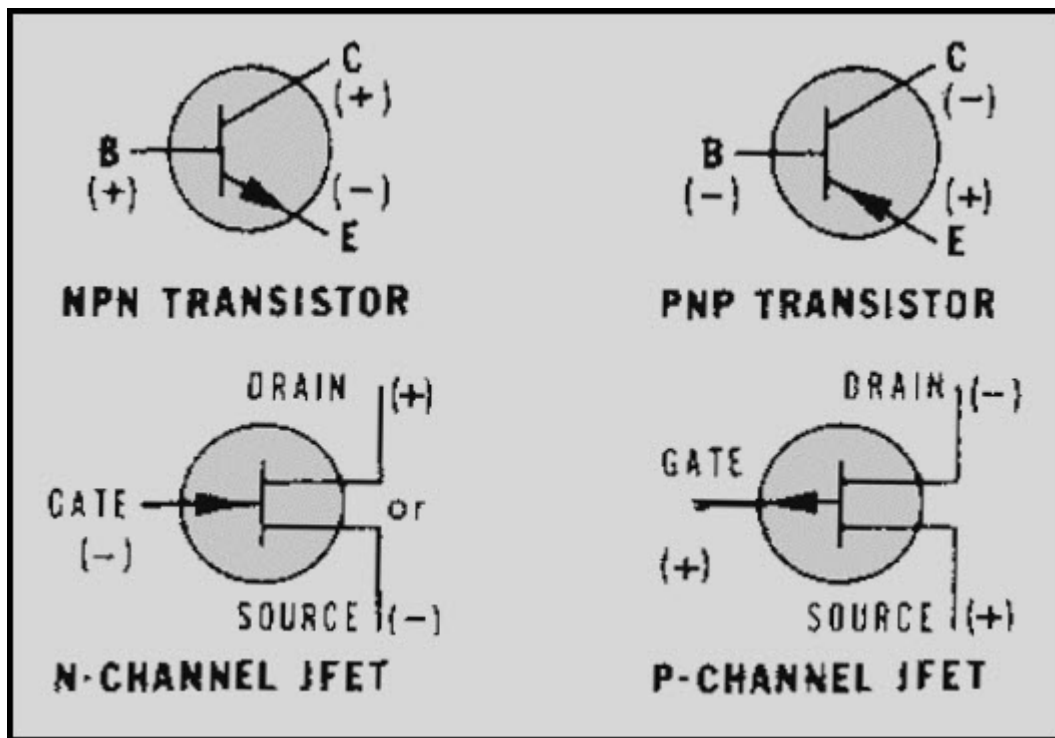 C
(+)
B
(+)
(-)
E
NPN TRANSISTOR
C
(-)
B
(-)
(+)
E
PNP TRANSISTOR
DRAIN (+)
GATE
(-)
or
SOURCE (-)
N-CHANNEL JFET
DRAIN (-)
GATE
(+)
SOURCE (+)
P-CHANNEL JFET